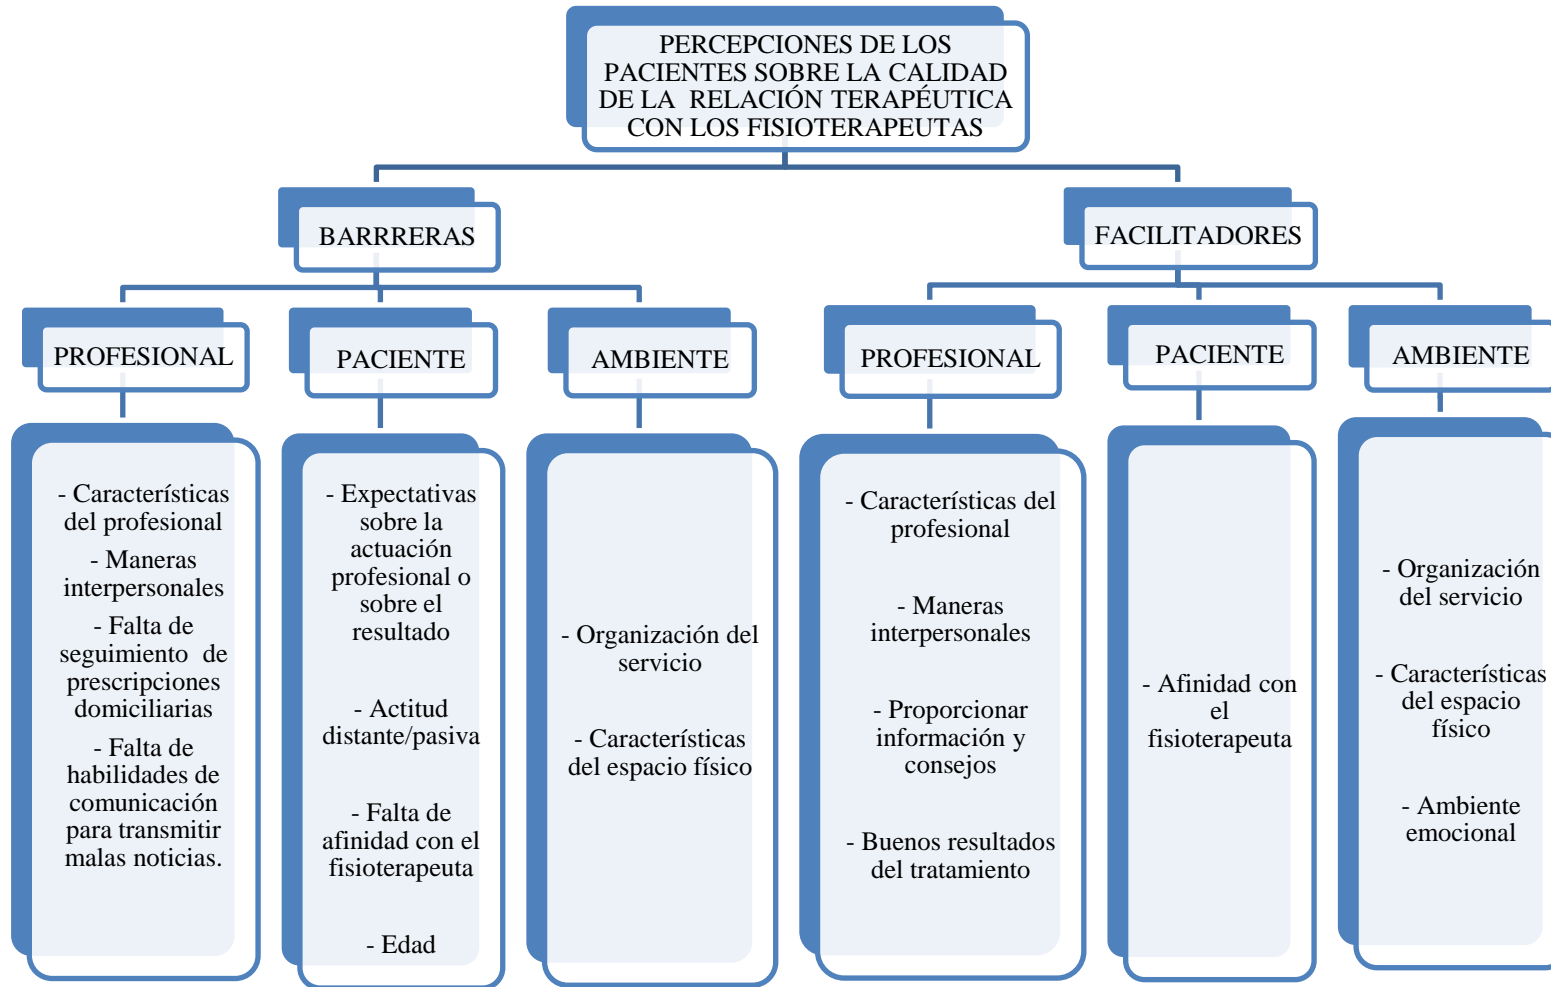 PERCEPCIONES DE LOS
PACIENTES SOBRE LA CALIDAD
DE LA RELACIÓN TERAPÉUTICA
CON LOS FISIOTERAPEUTAS
BARRRERAS
FACILITADORES
PROFESIONAL
PACIENTE
AMBIENTE
PROFESIONAL
PACIENTE
AMBIENTE
- Características
del profesional
- Maneras
interpersonales
- Falta de
seguimiento de
prescripciones
domiciliarias
- Falta de
habilidades de
comunicación
para transmitir
malas noticias.
- Expectativas
sobre la
actuación
profesional o
sobre el
resultado
- Actitud
distante/pasiva
- Falta de
afinidad con el
fisioterapeuta
- Edad
- Organización del
servicio
- Características
del espacio físico
- Características del
profesional
- Maneras
interpersonales
- Proporcionar
información y
consejos
- Buenos resultados
del tratamiento
- Afinidad con
el
fisioterapeuta
- Organización
del servicio
- Características
del espacio
físico
- Ambiente
emocional